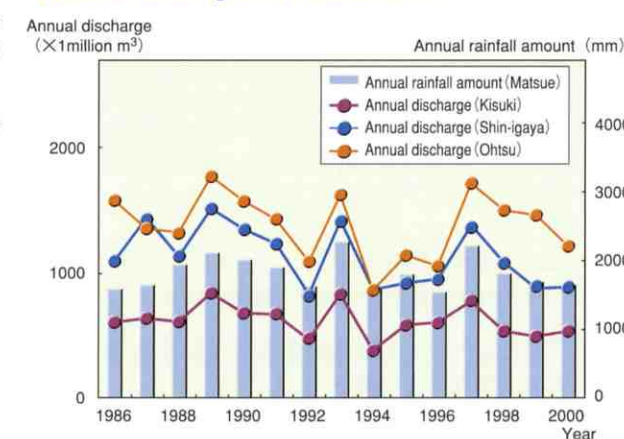 Annual discharge
(×1million m³)
Annual rainfall amount (mm)
Annual rainfall amount (Matsue)
Annual discharge (Kisuki)
Annual discharge (Shin-igaya)
Annual discharge (Ohtsu)
2000
1000
0
4000
3000
2000
1000
0
1986 1988 1990 1992 1994 1996 1998 2000
Year